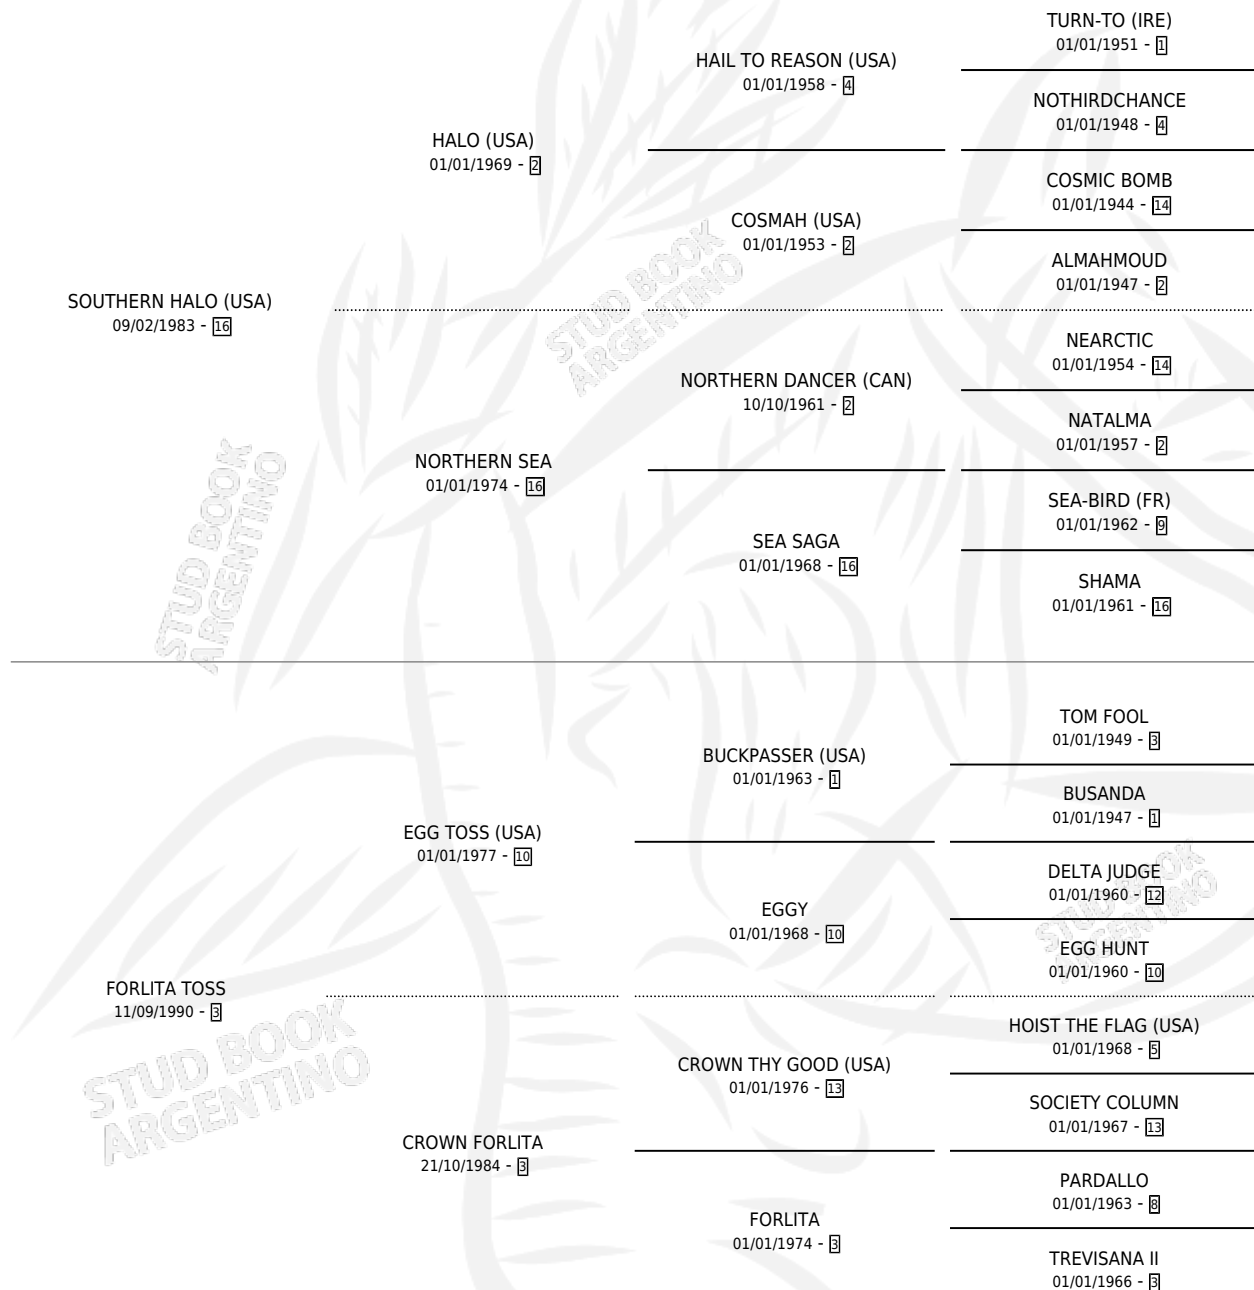 TURN-TO (IRE)
01/01/1951 - 1
HAIL TO REASON (USA)
01/01/1958 - 4
NOTHIRDCHANCE
01/01/1948 - 4
HALO (USA)
01/01/1969 - 2
COSMIC BOMB
01/01/1944 - 14
COSMAH (USA)
01/01/1953 - 2
ALMAHMOUD
01/01/1947 - 2
SOUTHERN HALO (USA)
09/02/1983 - 16
STUD BOOK
ARGENTINO
NEARCTIC
01/01/1954 - 14
NORTHERN DANCER (CAN)
10/10/1961 - 2
NATALMA
01/01/1957 - 2
NORTHERN SEA
01/01/1974 - 16
SEA-BIRD (FR)
01/01/1962 - 9
SEA SAGA
01/01/1968 - 16
SHAMA
01/01/1961 - 16
STUD BOOK
ARGENTINO
TOM FOOL
01/01/1949 - 3
BUCKPASSER (USA)
01/01/1963 - 1
BUSANDA
01/01/1947 - 1
EGG TOSS (USA)
01/01/1977 - 10
DELTA JUDGE
01/01/1960 - 12
STUD BOOK
ARGENTINO
EGGY
01/01/1968 - 10
EGG HUNT
01/01/1960 - 10
FORLITA TOSS
11/09/1990 - 3
STUD BOOK
ARGENTINO
HOIST THE FLAG (USA)
01/01/1968 - 5
CROWN THY GOOD (USA)
01/01/1976 - 13
SOCIETY COLUMN
01/01/1967 - 13
CROWN FORLITA
21/10/1984 - 3
PARDALLO
01/01/1963 - 8
FORLITA
01/01/1974 - 3
TREVISANA II
01/01/1966 - 3